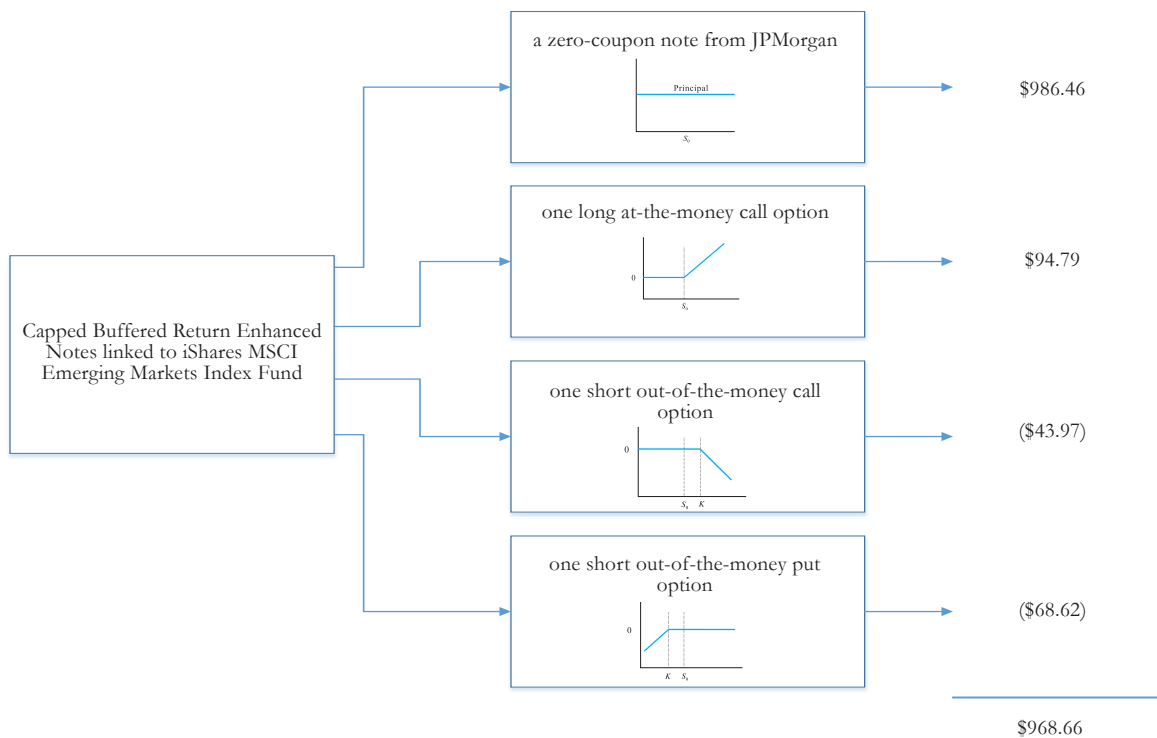 a zero-coupon note from JPMorgan
Principal
S₀
$986.46
one long at-the-money call option
0
S₀
$94.79
Capped Buffered Return Enhanced
Notes linked to iShares MSCI
Emerging Markets Index Fund
one short out-of-the-money call
option
0
S₀ K
($43.97)
one short out-of-the-money put
option
0
K S₀
($68.62)
$968.66